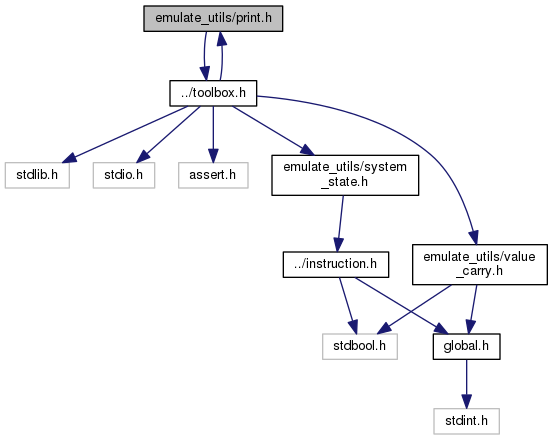 emulate_utils/print.h
../toolbox.h
stdlib.h
stdio.h
assert.h
emulate_utils/system
_state.h
../instruction.h
emulate_utils/value
_carry.h
stdbool.h
global.h
stdint.h